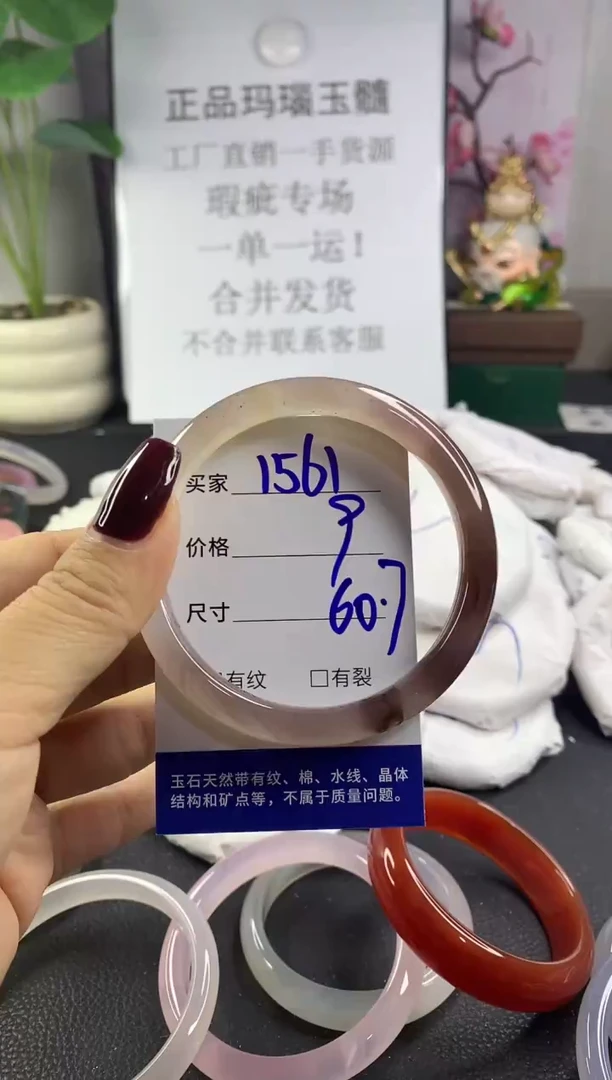 正品玛瑙玉髓
工厂直销一手货源
瑕疵专场
一单一运!
合并发货
不合并联系客服
买家 1561
价格 9
尺寸 60.7
有纹 □有裂
玉石天然带有纹、棉、水线、晶体
结构和矿点等，不属于质量问题。